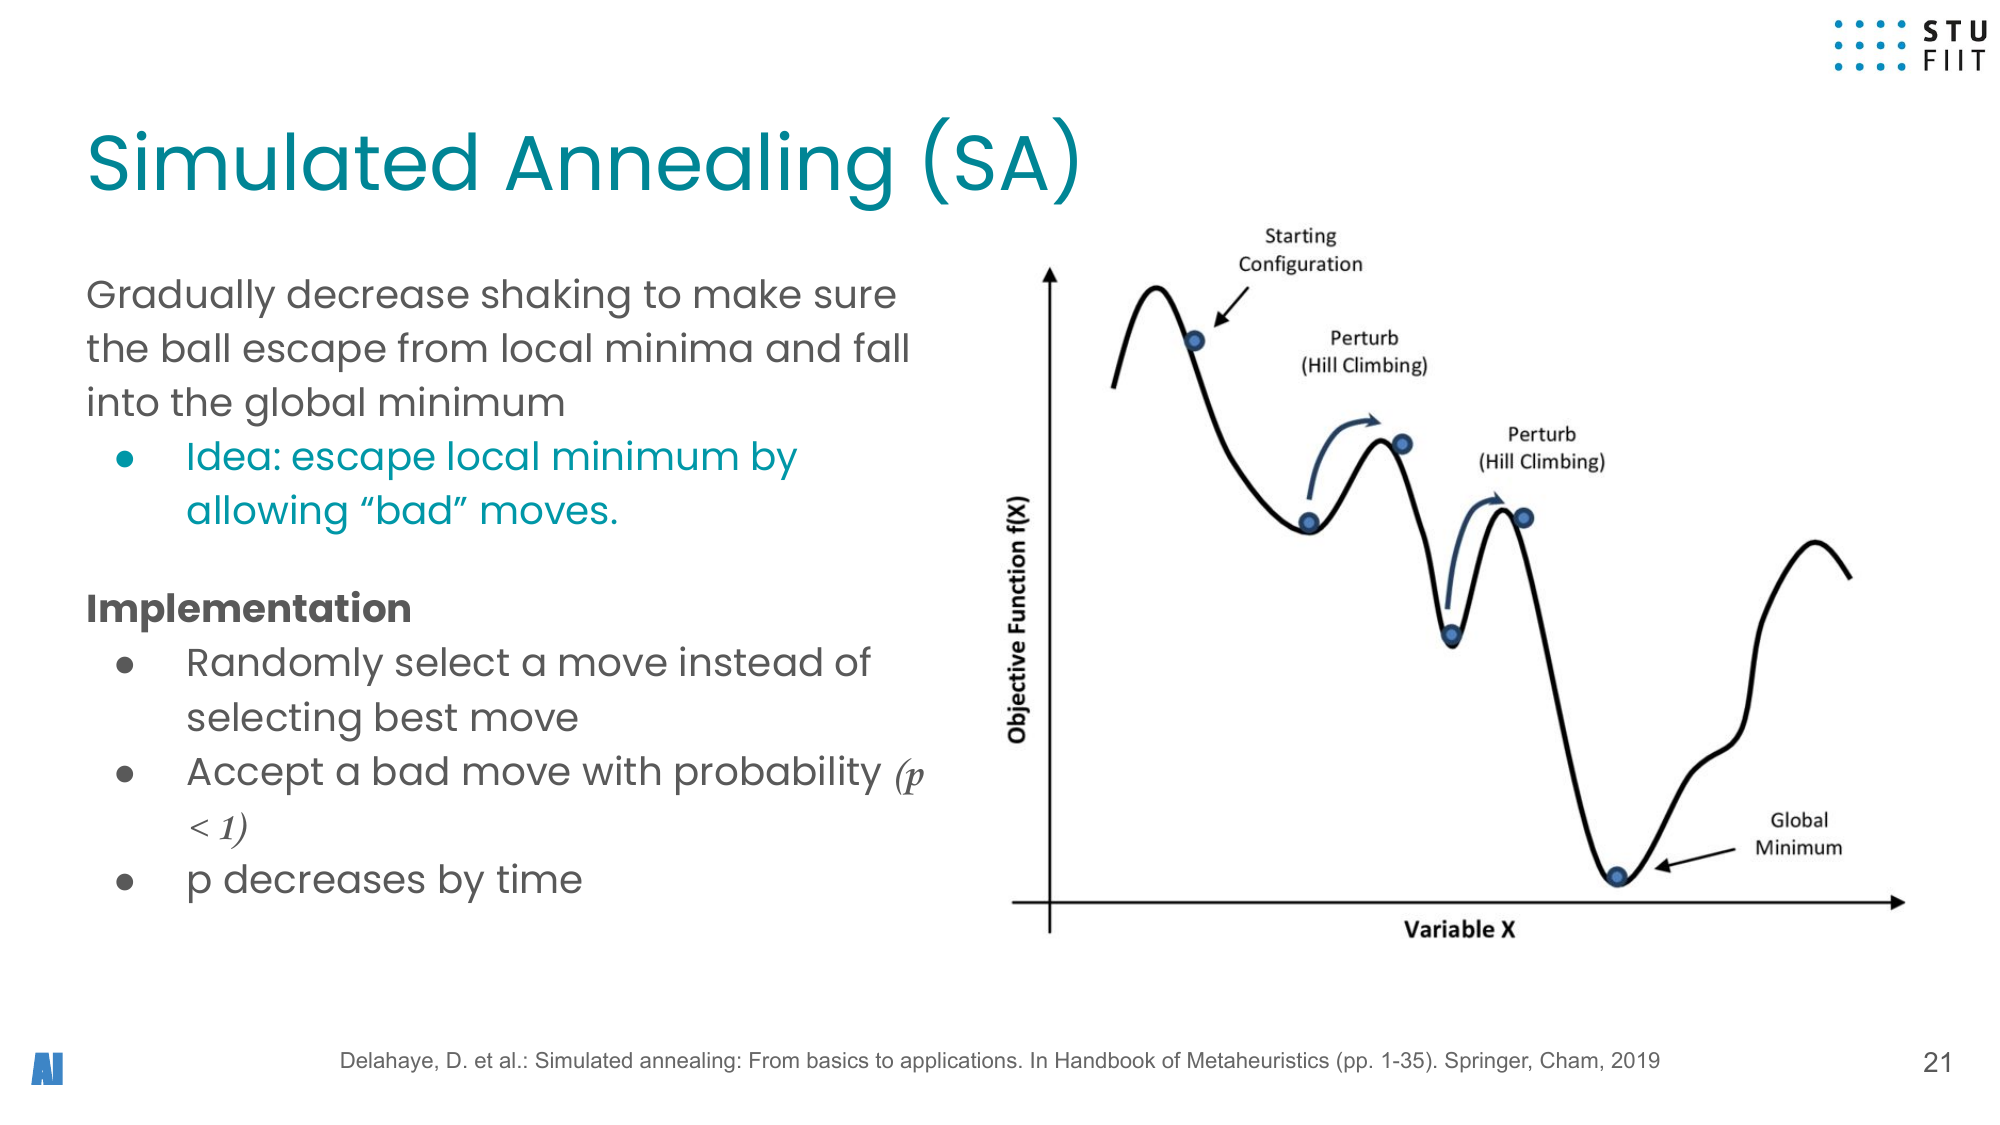 STU
FIIT
Simulated Annealing (SA)
Gradually decrease shaking to make sure
the ball escape from local minima and fall
into the global minimum
● Idea: escape local minimum by
allowing “bad” moves.
Implementation
● Randomly select a move instead of
selecting best move
● Accept a bad move with probability (p
< 1)
● p decreases by time
Starting
Configuration
Perturb
(Hill Climbing)
Perturb
(Hill Climbing)
Objective Function f(X)
Global
Minimum
Variable X
AI
Delahaye, D. et al.: Simulated annealing: From basics to applications. In Handbook of Metaheuristics (pp. 1-35). Springer, Cham, 2019
21